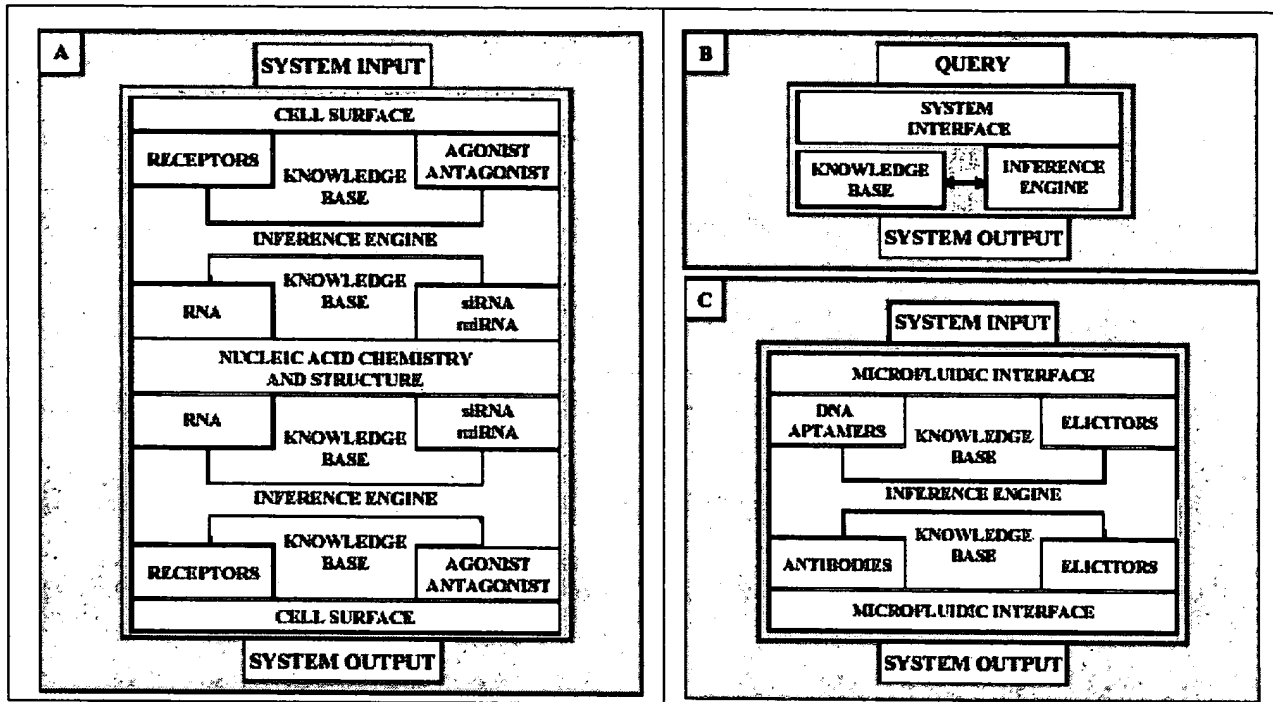 A
SYSTEM INPUT
CELL SURFACE
RECEPTORS
KNOWLEDGE
BASE
AGONIST
ANTAGONIST
INFERENCE ENGINE
RNA
KNOWLEDGE
BASE
siRNA
miRNA
NUCLEIC ACID CHEMISTRY
AND STRUCTURE
RNA
KNOWLEDGE
BASE
siRNA
miRNA
INFERENCE ENGINE
RECEPTORS
KNOWLEDGE
BASE
AGONIST
ANTAGONIST
CELL SURFACE
SYSTEM OUTPUT
B
QUERY
SYSTEM
INTERFACE
KNOWLEDGE
BASE
INFERENCE
ENGINE
SYSTEM OUTPUT
C
SYSTEM INPUT
MICROFLUIDIC INTERFACE
DNA
APTAMERS
KNOWLEDGE
BASE
ELICITORS
INFERENCE ENGINE
ANTIBODIES
KNOWLEDGE
BASE
ELICITORS
MICROFLUIDIC INTERFACE
SYSTEM OUTPUT